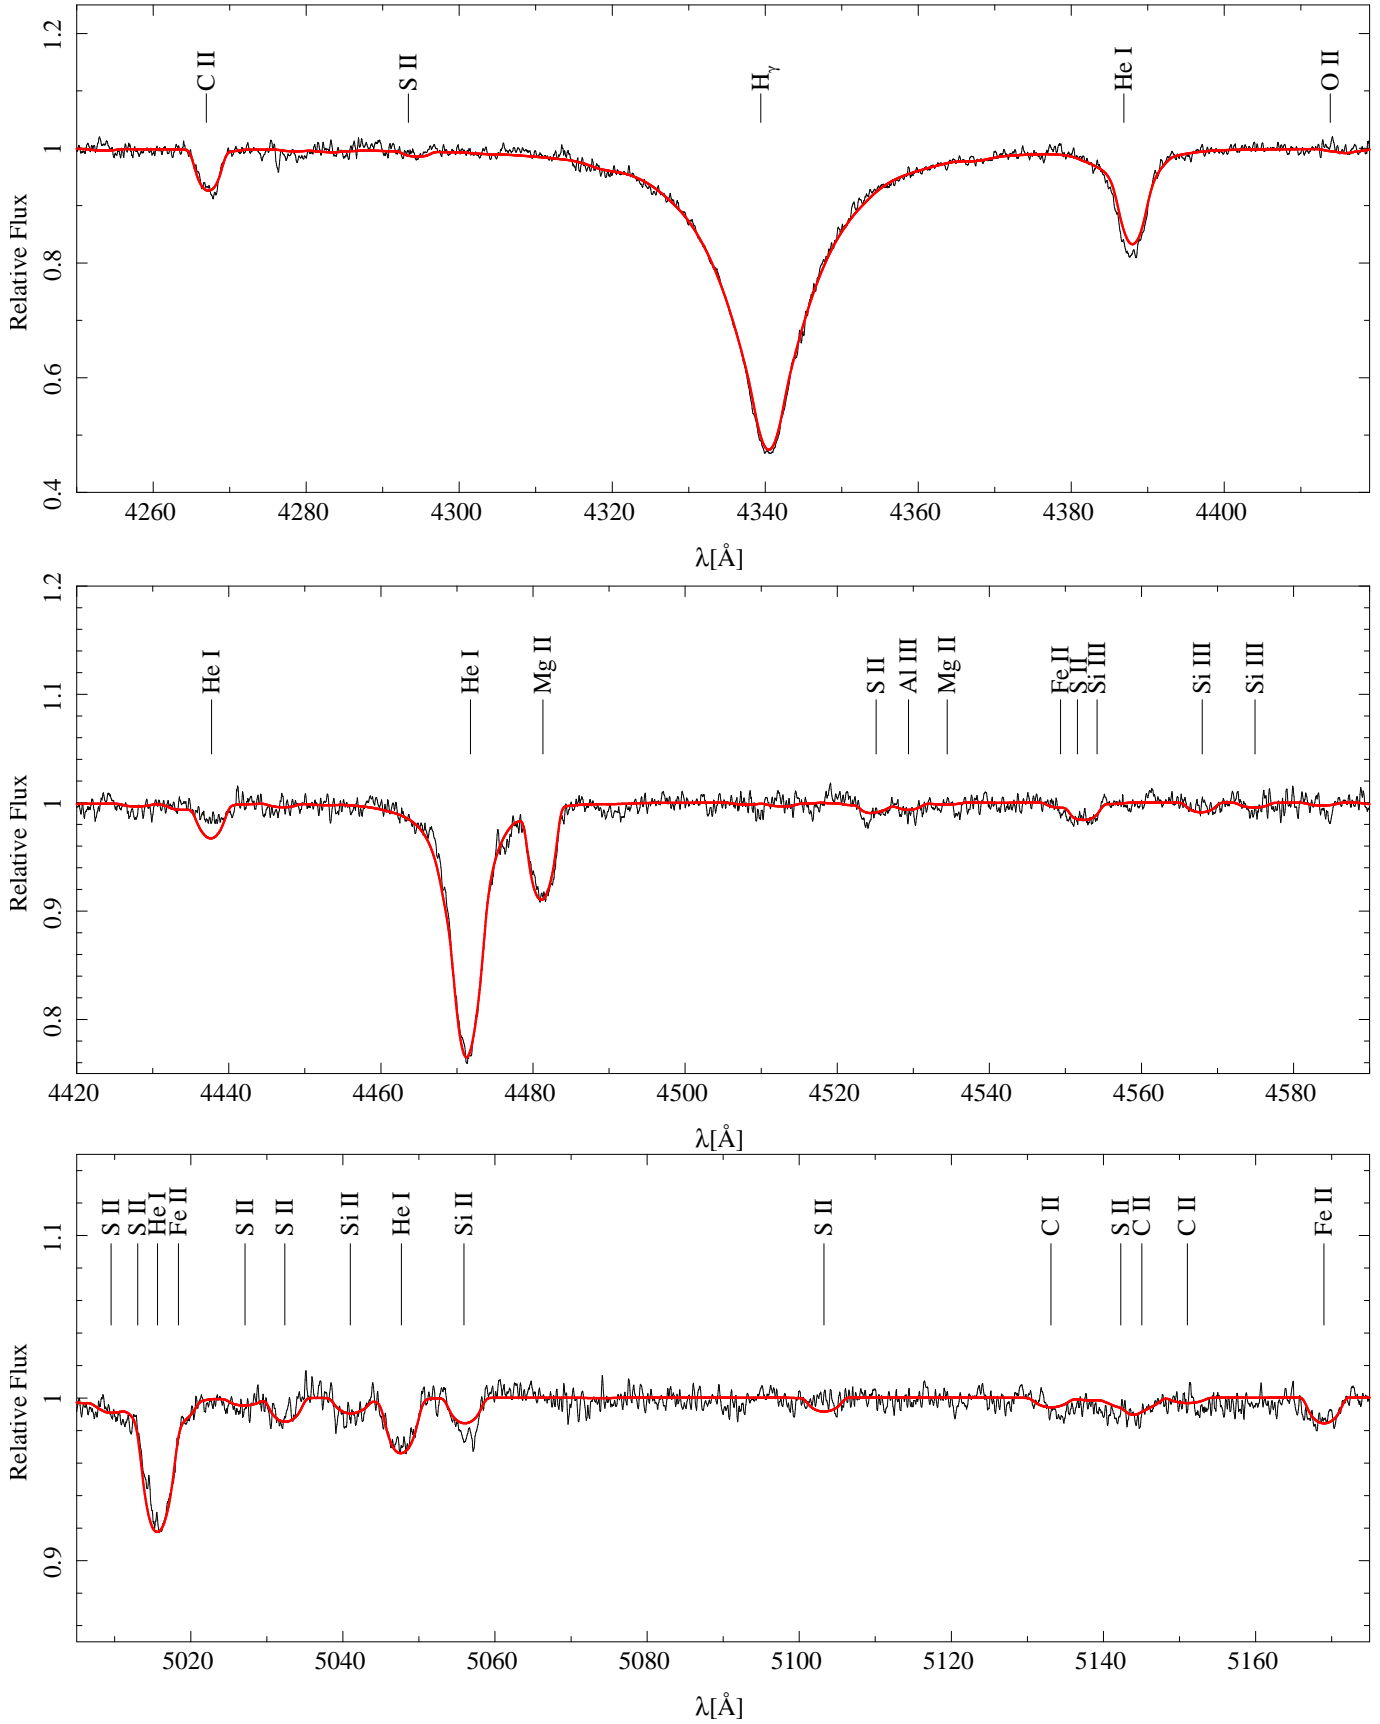 C II S II Hγ He I O II
1.2
1
0.8
0.6
0.4
Relative Flux
4260 4280 4300 4320 4340 4360 4380 4400
λ[Å]
He I He I Mg II S II Al III Mg II Fe II S II Si III Si III Si III
1.2
1.1
1
0.9
0.8
Relative Flux
4420 4440 4460 4480 4500 4520 4540 4560 4580
λ[Å]
S II S II He I Fe II S II S II Si II He I Si II S II C II S II C II C II Fe II
1.1
1
0.9
Relative Flux
5020 5040 5060 5080 5100 5120 5140 5160
λ[Å]